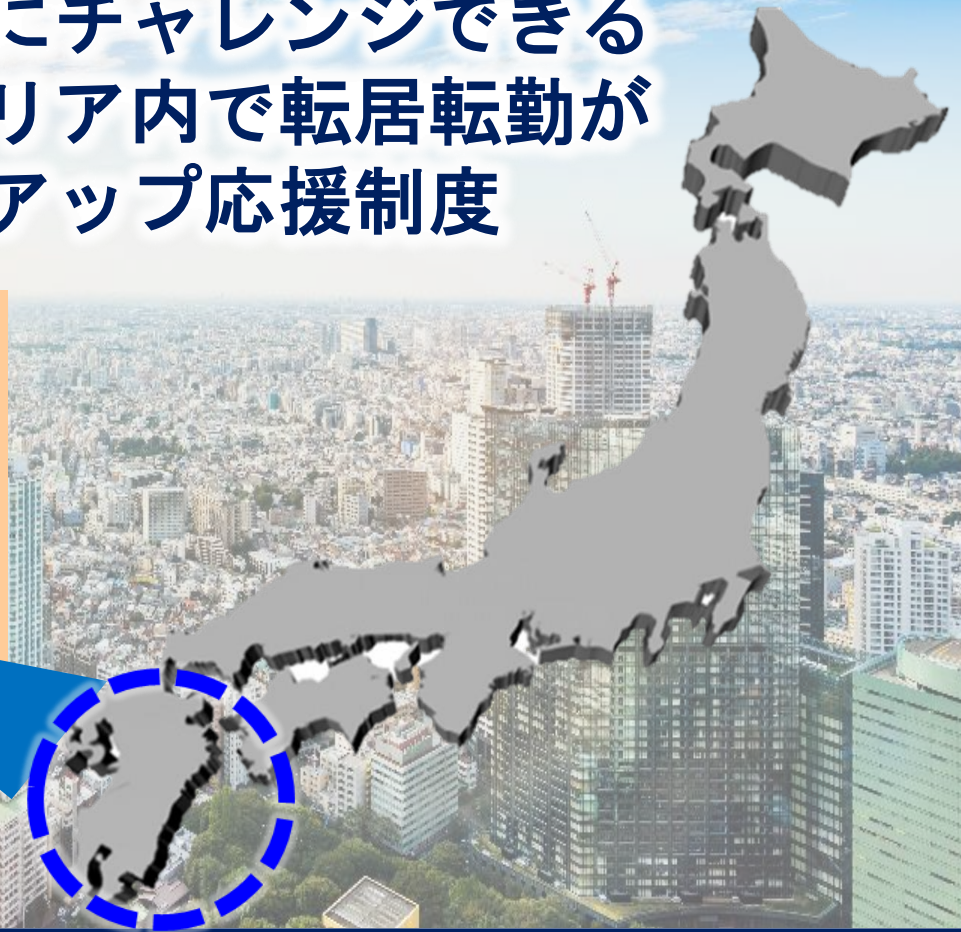 にチャレンジできる
リア内で転居転勤が
アップ応援制度